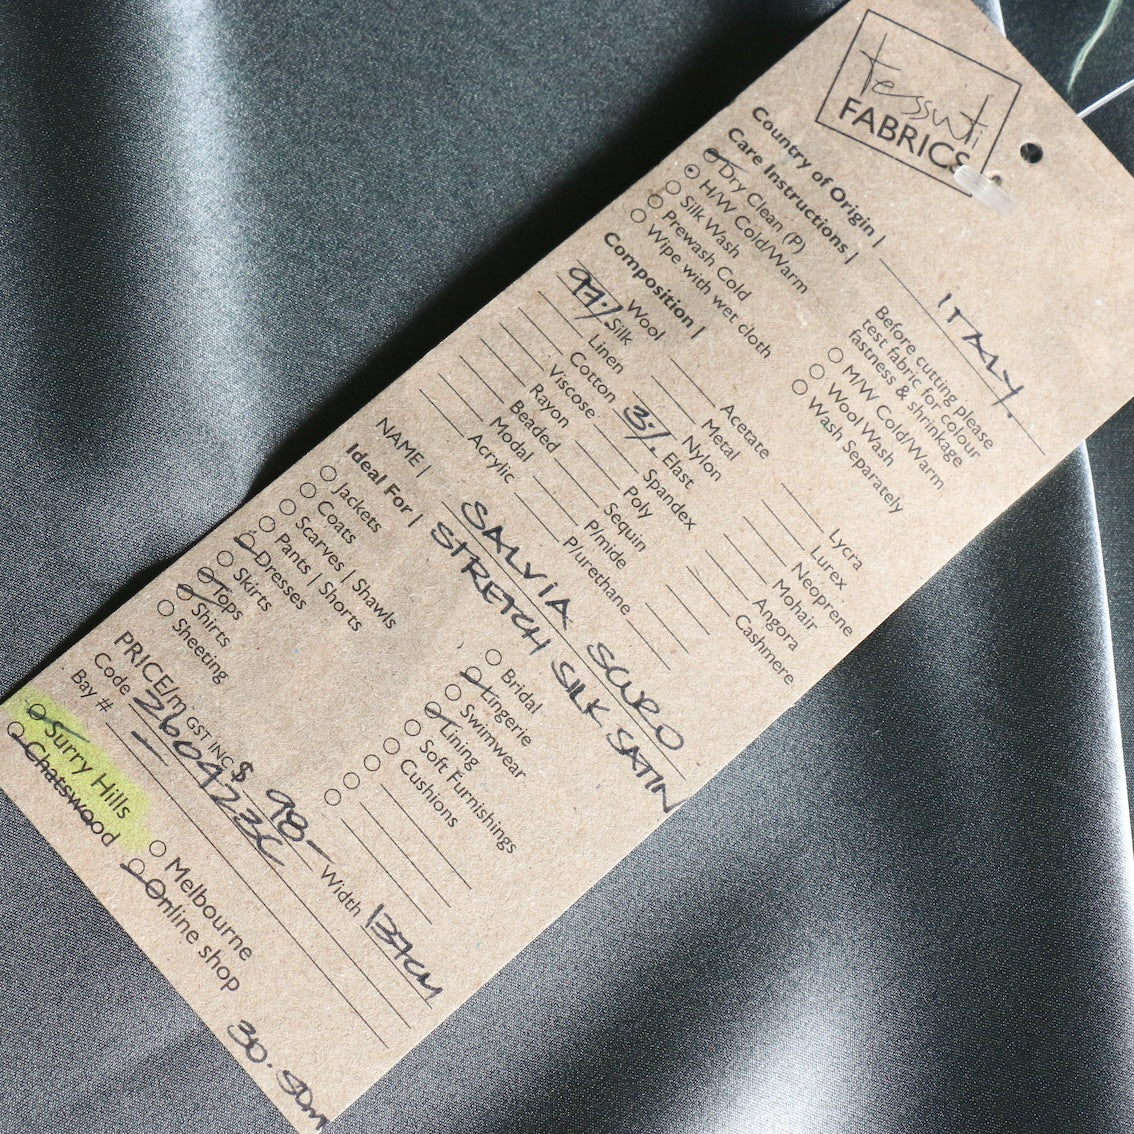 tessuti
FABRICS
Country of Origin | ITALY.
Care Instructions |
Dry Clean (P)
H/W Cold/Warm
Silk Wash
Prewash Cold
Wipe with wet cloth
Before cutting please
test fabric for colour
fastness & shrinkage
M/W Cold/Warm
Wool Wash
Wash Separately
Composition |
Wool
97% Silk
Linen
Cotton
Viscose
Rayon
Beaded
Modal
Acrylic
Acetate
Metal
Nylon
3% Elast
Spandex
Poly
Sequin
P/mide
P/urethane
Lycra
Lurex
Neoprene
Mohair
Angora
Cashmere
NAME | SALVIA SCURO
STRETCH SILK SATIN
Ideal For |
Jackets
Coats
Scarves | Shawls
Pants | Shorts
Dresses
Skirts
Tops
Shirts
Sheeting
Bridal
Lingerie
Swimwear
Lining
Soft Furnishings
Cushions
PRICE/m GST INC $ 98- Width 137cm
Code 260423C
Bay #
Surry Hills
Chatswood
Melbourne
Online shop
30.50m